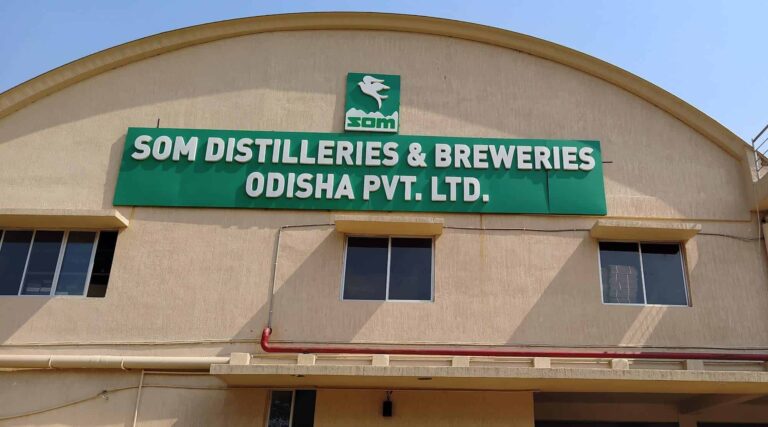 SOM
SOM DISTILLERIES & BREWERIES
ODISHA PVT. LTD.